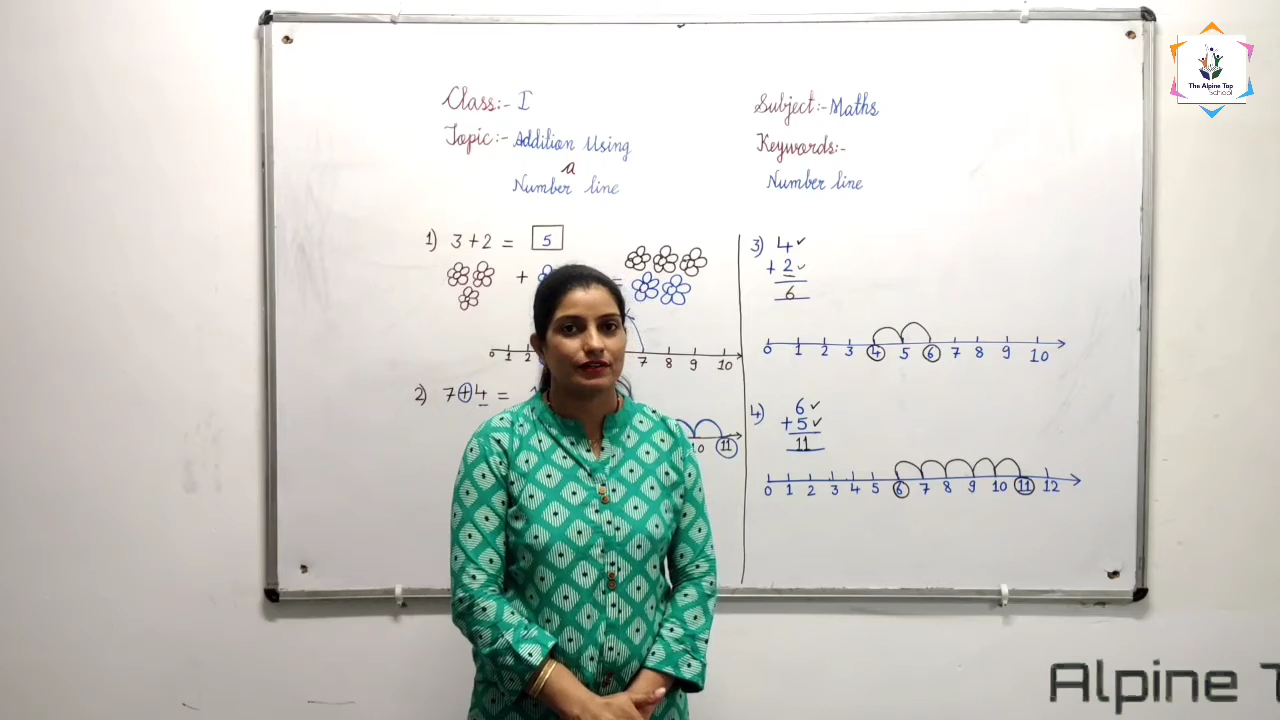 The Alpine Top
School
Class:- I
Subject:- Maths
Topic:- Addition Using
a
Number line
Keywords:-
Number line
1) 3 + 2 = 5
+ =
0 1 2 7 8 9 10
2) 7 + 4 =
10 11
3) 4 ✓
+ 2 ✓
6
0 1 2 3 4 5 6 7 8 9 10
4) 6 ✓
+ 5 ✓
11
0 1 2 3 4 5 6 7 8 9 10 11 12
Alpine